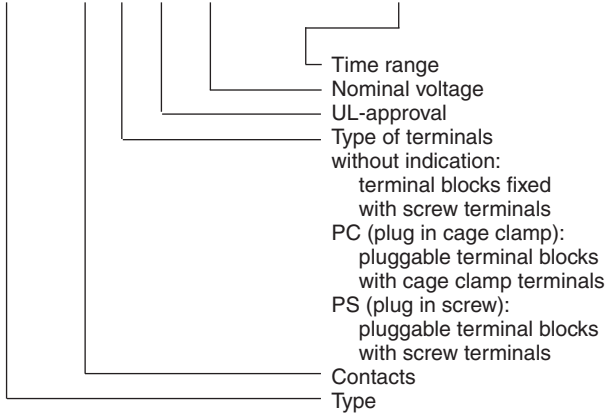 Time range
Nominal voltage
UL-approval
Type of terminals
without indication:
terminal blocks fixed
with screw terminals
PC (plug in cage clamp):
pluggable terminal blocks
with cage clamp terminals
PS (plug in screw):
pluggable terminal blocks
with screw terminals
Contacts
Type